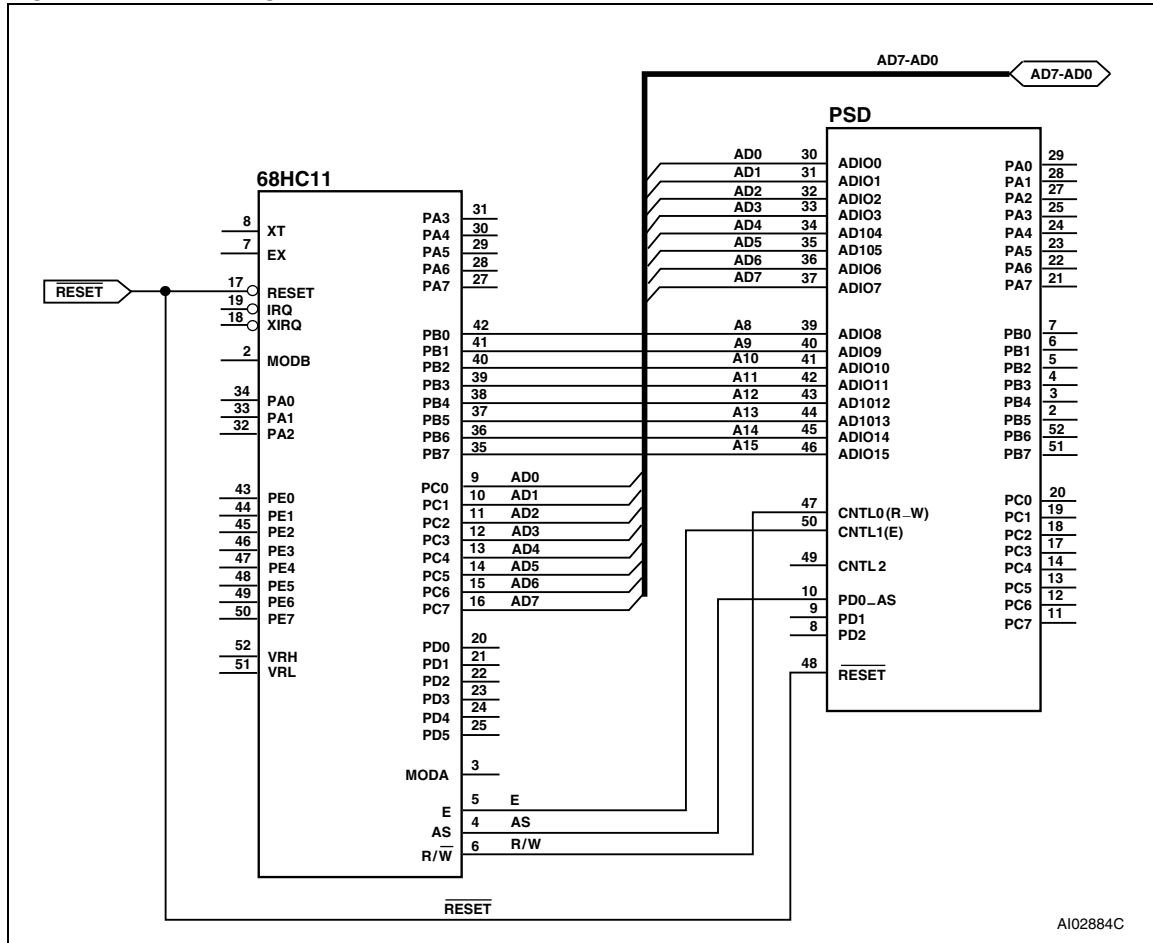 AD7-AD0
AD7-AD0
PSD
68HC11
RESET
8 XT
7 EX
17 RESET
19 IRQ
18 XIRQ
2 MODB
34 PA0
33 PA1
32 PA2
43 PE0
44 PE1
45 PE2
46 PE3
47 PE4
48 PE5
49 PE6
50 PE7
52 VRH
51 VRL
PA3 31
PA4 30
PA5 29
PA6 28
PA7 27
PB0 42
PB1 41
PB2 40
PB3 39
PB4 38
PB5 37
PB6 36
PB7 35
PC0 9 AD0
PC1 10 AD1
PC2 11 AD2
PC3 12 AD3
PC4 13 AD4
PC5 14 AD5
PC6 15 AD6
PC7 16 AD7
PD0 20
PD1 21
PD2 22
PD3 23
PD4 24
PD5 25
MODA 3
E 5 E
AS 4 AS
R/W 6 R/W
RESET
AD0 30 ADIO0
AD1 31 ADIO1
AD2 32 ADIO2
AD3 33 ADIO3
AD4 34 AD104
AD5 35 AD105
AD6 36 ADIO6
AD7 37 ADIO7
A8 39 ADIO8
A9 40 ADIO9
A10 41 ADIO10
A11 42 ADIO11
A12 43 AD1012
A13 44 AD1013
A14 45 ADIO14
A15 46 ADIO15
47 CNTL0(R_W)
50 CNTL1(E)
49 CNTL 2
10 PD0_AS
9 PD1
8 PD2
48 RESET
PA0 29
PA1 28
PA2 27
PA3 25
PA4 24
PA5 23
PA6 22
PA7 21
PB0 7
PB1 6
PB2 5
PB3 4
PB4 3
PB5 2
PB6 52
PB7 51
PC0 20
PC1 19
PC2 18
PC3 17
PC4 14
PC5 13
PC6 12
PC7 11
AI02884C